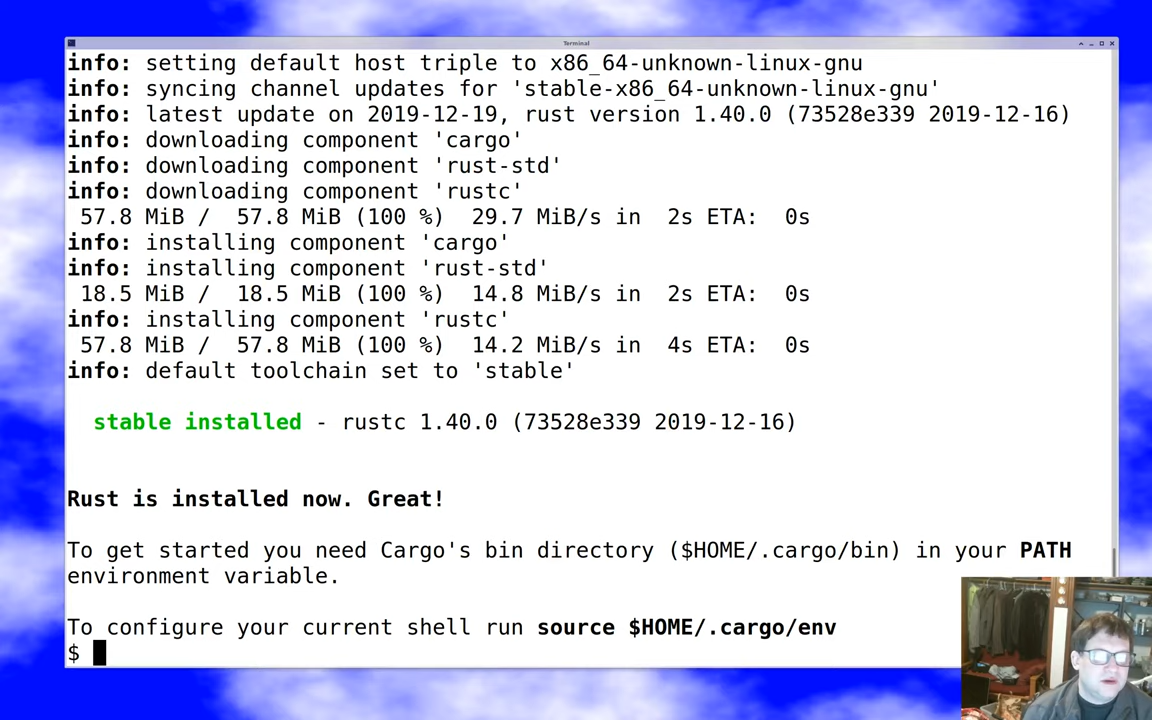 Terminal
info: setting default host triple to x86_64-unknown-linux-gnu
info: syncing channel updates for 'stable-x86_64-unknown-linux-gnu'
info: latest update on 2019-12-19, rust version 1.40.0 (73528e339 2019-12-16)
info: downloading component 'cargo'
info: downloading component 'rust-std'
info: downloading component 'rustc'
 57.8 MiB /  57.8 MiB (100 %)  29.7 MiB/s in  2s ETA:  0s
info: installing component 'cargo'
info: installing component 'rust-std'
 18.5 MiB /  18.5 MiB (100 %)  14.8 MiB/s in  2s ETA:  0s
info: installing component 'rustc'
 57.8 MiB /  57.8 MiB (100 %)  14.2 MiB/s in  4s ETA:  0s
info: default toolchain set to 'stable'
  stable installed - rustc 1.40.0 (73528e339 2019-12-16)
Rust is installed now. Great!
To get started you need Cargo's bin directory ($HOME/.cargo/bin) in your PATH
environment variable.
To configure your current shell run source $HOME/.cargo/env
$